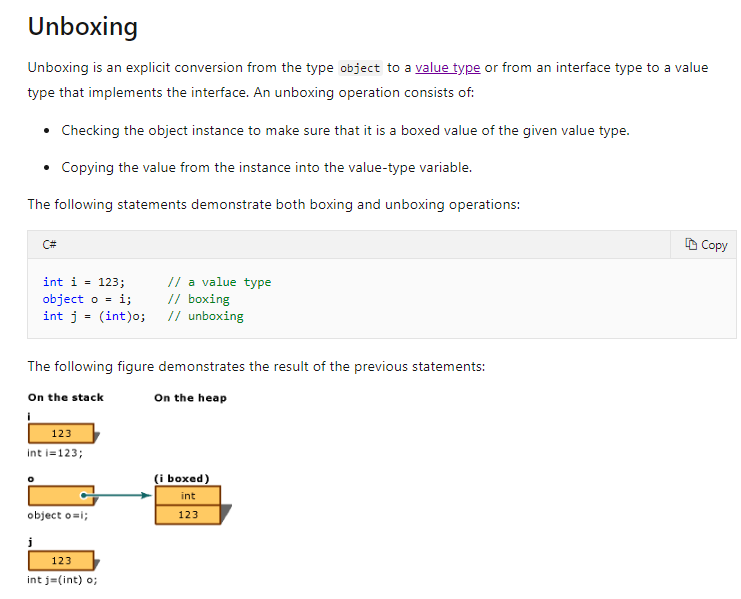 Unboxing
Unboxing is an explicit conversion from the type object to a value type or from an interface type to a value
type that implements the interface. An unboxing operation consists of:
• Checking the object instance to make sure that it is a boxed value of the given value type.
• Copying the value from the instance into the value-type variable.
The following statements demonstrate both boxing and unboxing operations:
C# Copy
int i = 123;      // a value type
object o = i;     // boxing
int j = (int)o;   // unboxing
The following figure demonstrates the result of the previous statements:
On the stack On the heap
i
123
int i=123;
o (i boxed)
int
123
object o=i;
j
123
int j=(int) o;